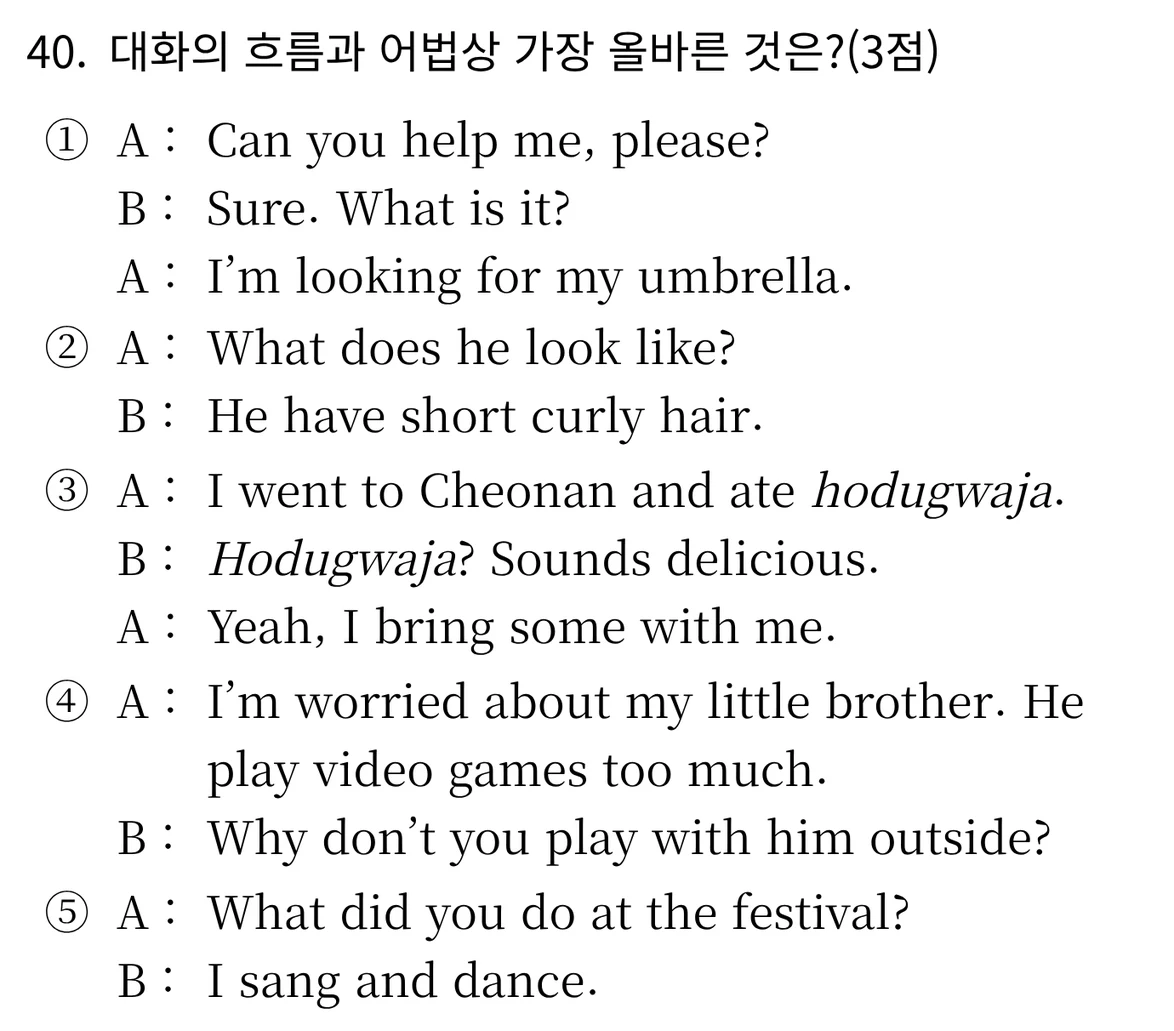 40. 대화의 흐름과 어법상 가장 올바른 것은?(3점)
① A : Can you help me, please?
B : Sure. What is it?
A : I’m looking for my umbrella.
② A : What does he look like?
B : He have short curly hair.
③ A : I went to Cheonan and ate hodugwaja.
B : Hodugwaja? Sounds delicious.
A : Yeah, I bring some with me.
④ A : I’m worried about my little brother. He
play video games too much.
B : Why don’t you play with him outside?
⑤ A : What did you do at the festival?
B : I sang and dance.